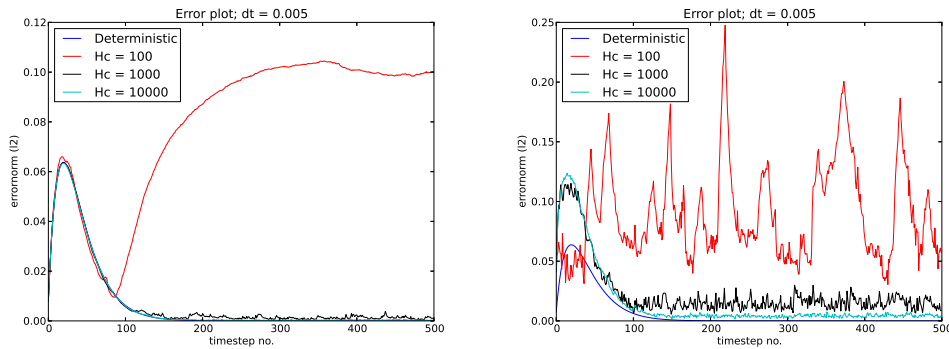 Error plot; dt = 0.005
errornorm (l2)
0.12
0.10
0.08
0.06
0.04
0.02
0.00
Deterministic
Hc = 100
Hc = 1000
Hc = 10000
0
100
200
300
400
500
timestep no.
Error plot; dt = 0.005
errornorm (l2)
0.25
0.20
0.15
0.10
0.05
0.00
Deterministic
Hc = 100
Hc = 1000
Hc = 10000
0
100
200
300
400
500
timestep no.